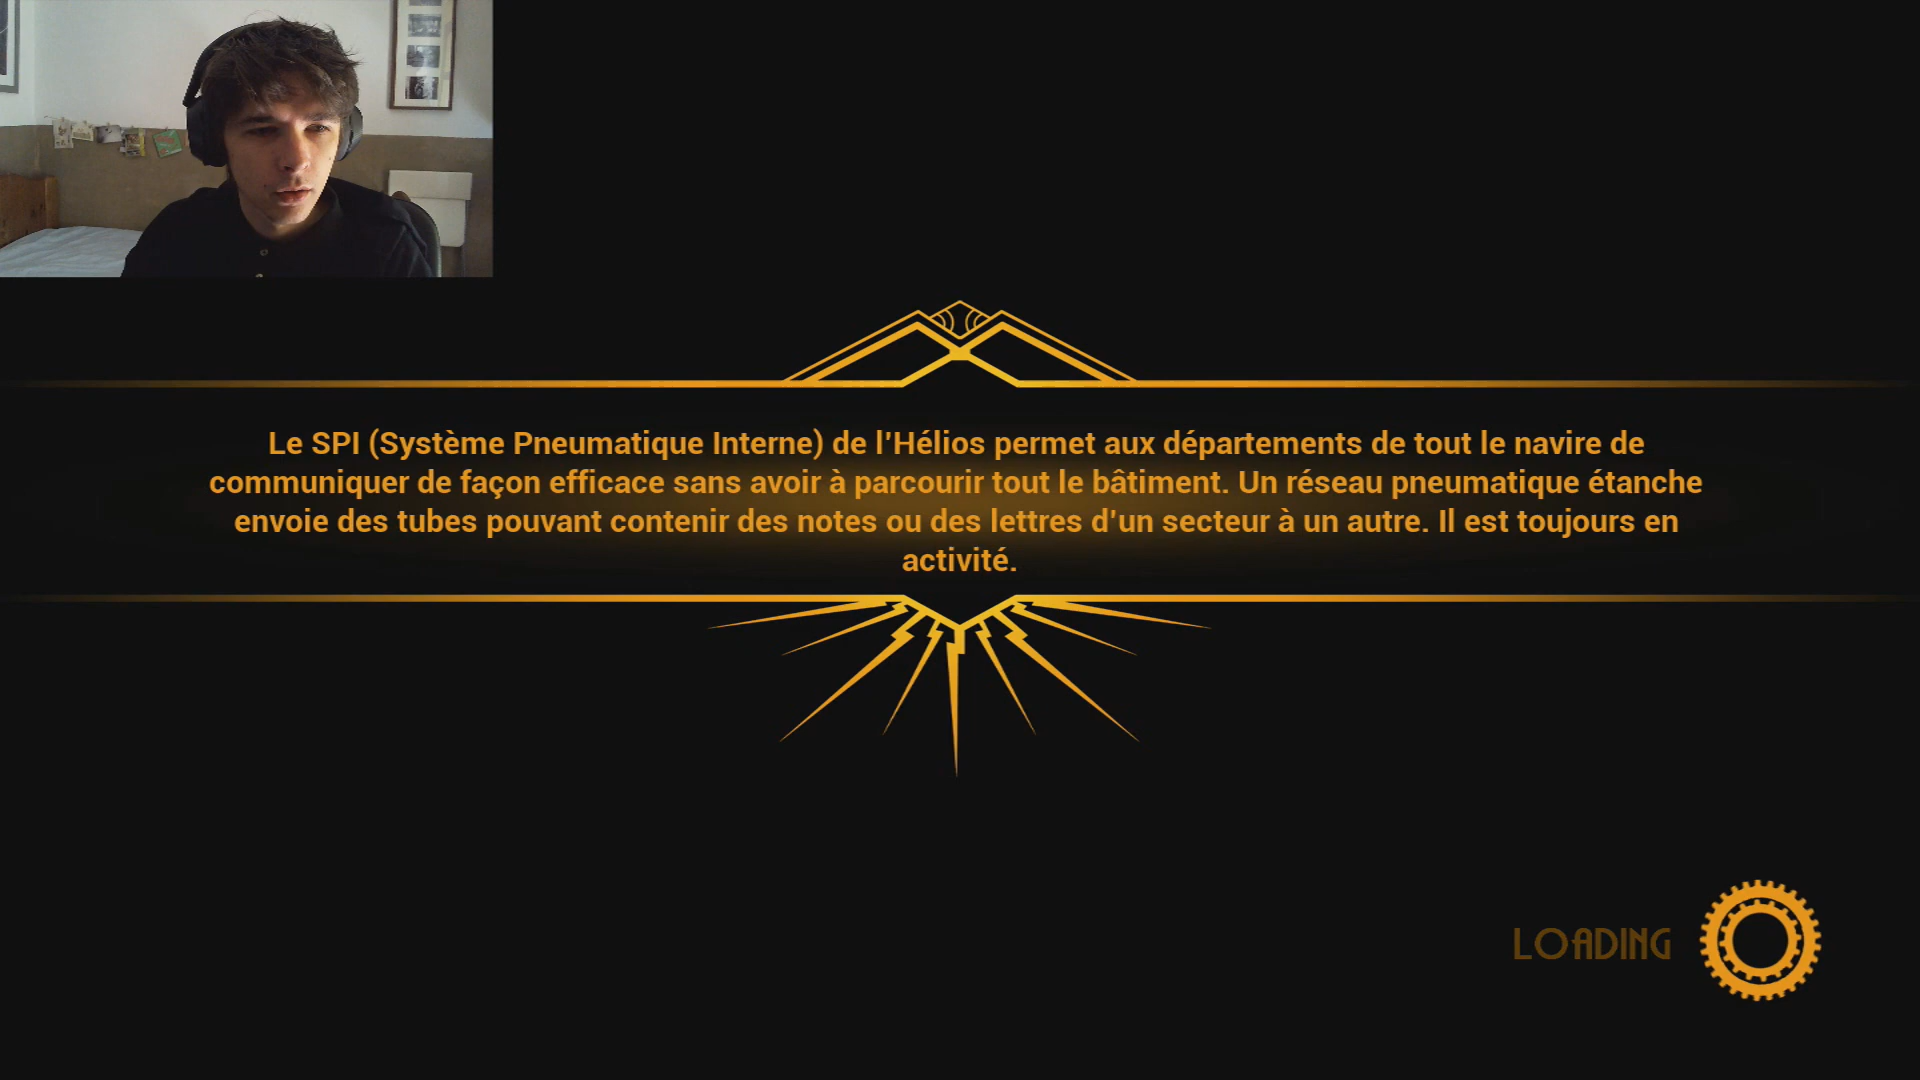 Le SPI (Système Pneumatique Interne) de l'Hélios permet aux départements de tout le navire de
communiquer de façon efficace sans avoir à parcourir tout le bâtiment. Un réseau pneumatique étanche
envoie des tubes pouvant contenir des notes ou des lettres d'un secteur à un autre. Il est toujours en
activité.
LOADING